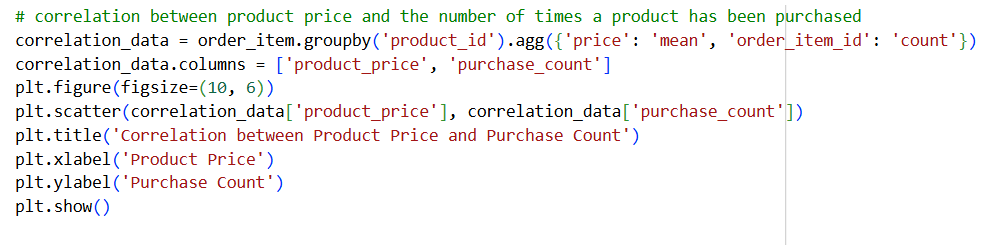 # correlation between product price and the number of times a product has been purchased
correlation_data = order_item.groupby('product_id').agg({'price': 'mean', 'order_item_id': 'count'})
correlation_data.columns = ['product_price', 'purchase_count']
plt.figure(figsize=(10, 6))
plt.scatter(correlation_data['product_price'], correlation_data['purchase_count'])
plt.title('Correlation between Product Price and Purchase Count')
plt.xlabel('Product Price')
plt.ylabel('Purchase Count')
plt.show()